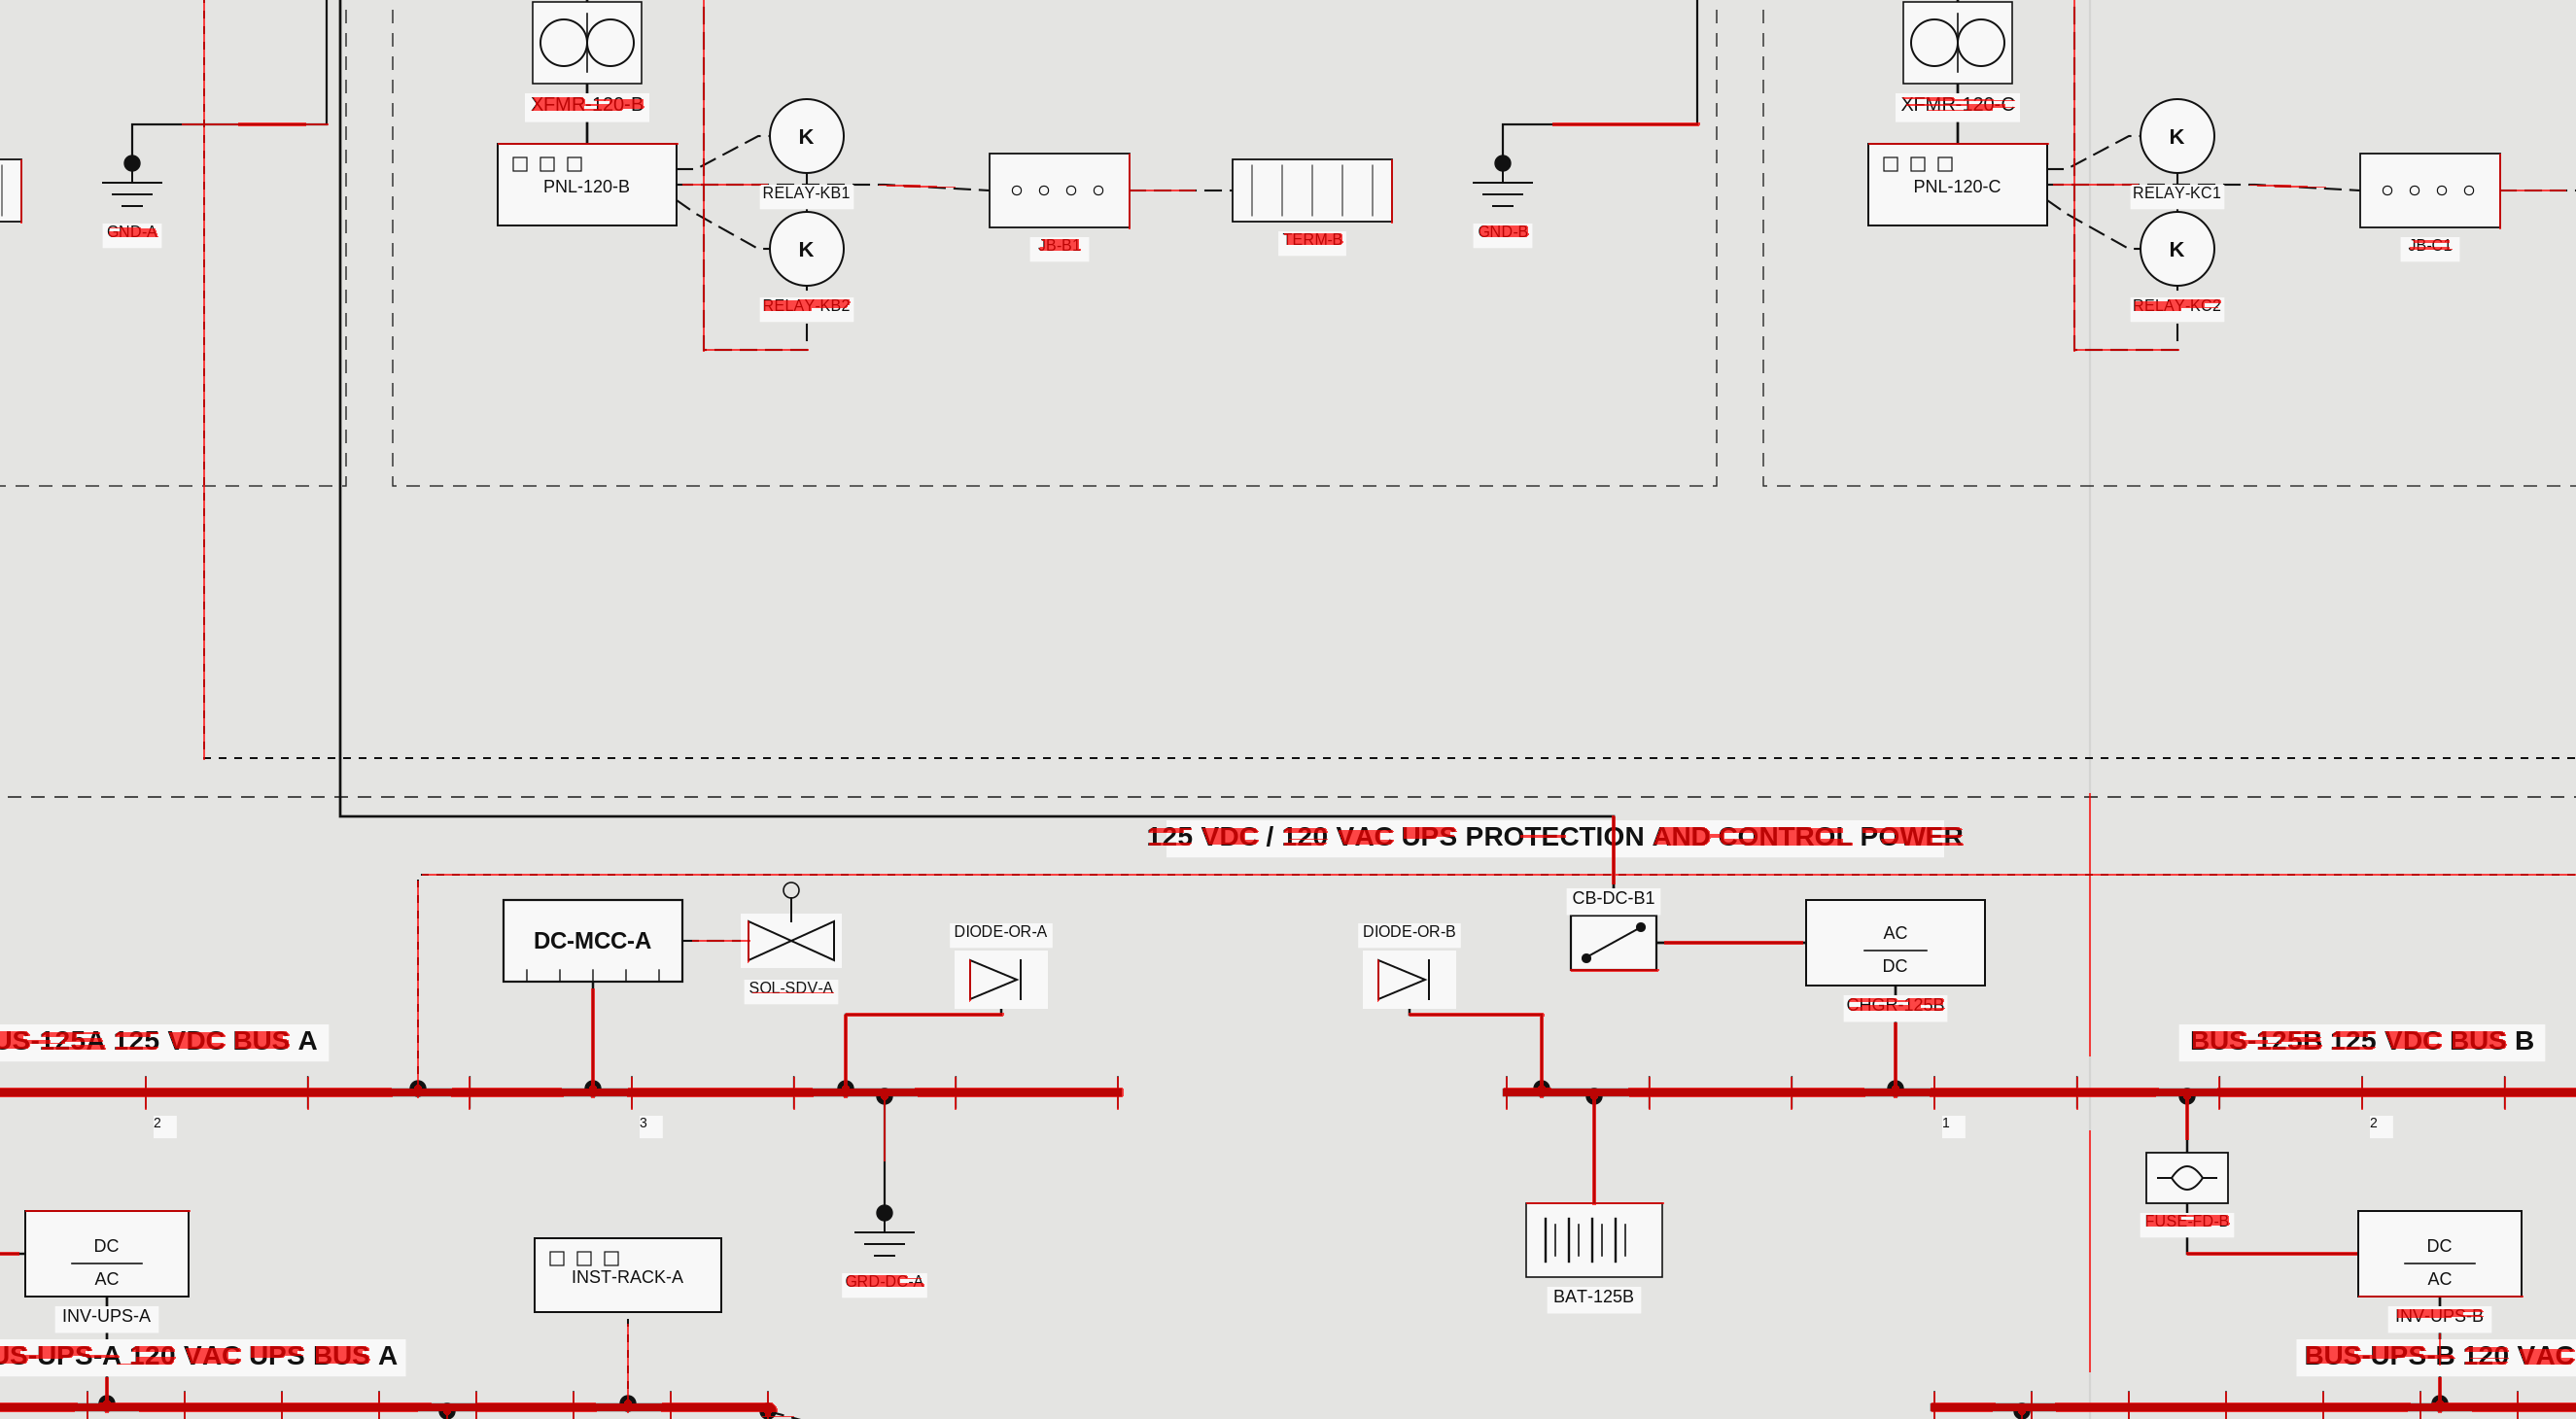 XFMR-120-B
XFMR-120-C
K
K
PNL-120-B
PNL-120-C
RELAY-KB1
RELAY-KC1
GND-A
JB-B1
TERM-B
GND-B
JB-C1
K
K
RELAY-KB2
RELAY-KC2
125 VDC / 120 VAC UPS PROTECTION AND CONTROL POWER
CB-DC-B1
DIODE-OR-A
DIODE-OR-B
AC
DC
DC-MCC-A
SOL-SDV-A
CHGR-125B
US-125A 125 VDC BUS A
BUS-125B 125 VDC BUS B
2
3
1
2
FUSE-FD-B
DC
AC
INST-RACK-A
GRD-DC-A
BAT-125B
DC
AC
INV-UPS-A
INV-UPS-B
US-UPS-A 120 VAC UPS BUS A
BUS-UPS-B 120 VAC